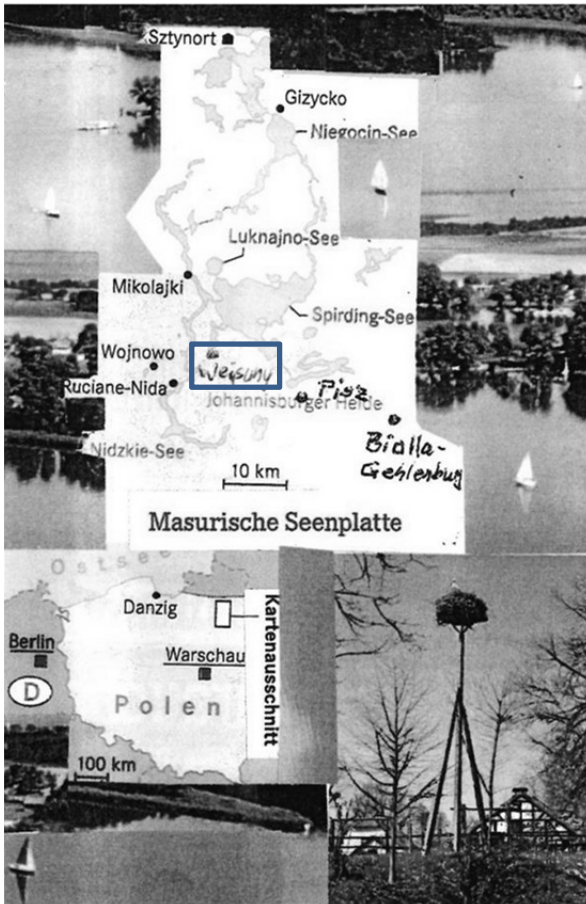 Sztynort
Gizycko
Niegocin-See
Luknajno-See
Mikolajki
Spirding-See
Wojnowo
Wejsuny
Ruciane-Nida
Pisz
Johannisburger Heide
Bialla-
Gehlenburg
Nidzkie-See
10 km
Masurische Seenplatte
Ostsee
Danzig
Kartenausschnitt
Berlin
Warschau
D
Polen
100 km